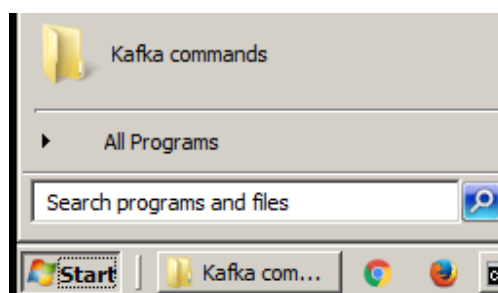 Kafka commands
All Programs
Search programs and files
Start
Kafka com...